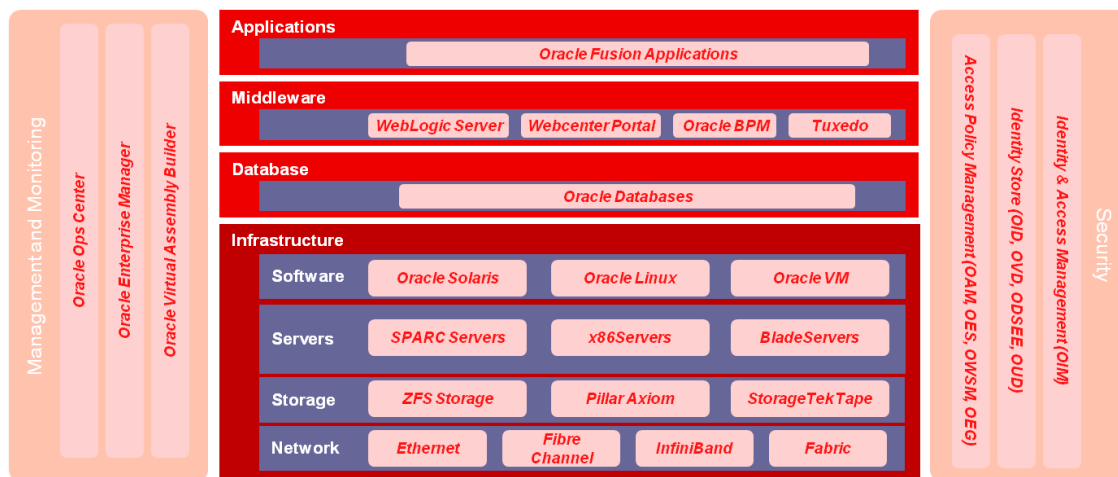 Management and Monitoring
Oracle Ops Center
Oracle Enterprise Manager
Oracle Virtual Assembly Builder
Applications
Oracle Fusion Applications
Middleware
WebLogic Server
Webcenter Portal
Oracle BPM
Tuxedo
Database
Oracle Databases
Infrastructure
Software
Oracle Solaris
Oracle Linux
Oracle VM
Servers
SPARC Servers
x86Servers
BladeServers
Storage
ZFS Storage
Pillar Axiom
StorageTekTape
Network
Ethernet
Fibre
Channel
InfiniBand
Fabric
Access Policy Management (OAM, OES, OWSM, OEG)
Identity Store (OID, OVD, ODSEE, OUD)
Identity & Access Management (OIM)
Security